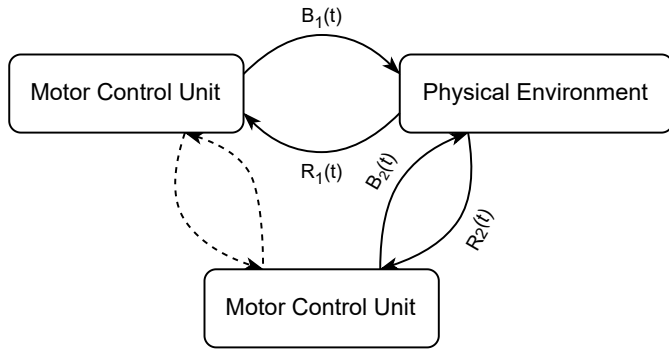 B₁(t)
Motor Control Unit
Physical Environment
R₁(t)
B₂(t)
R₂(t)
Motor Control Unit